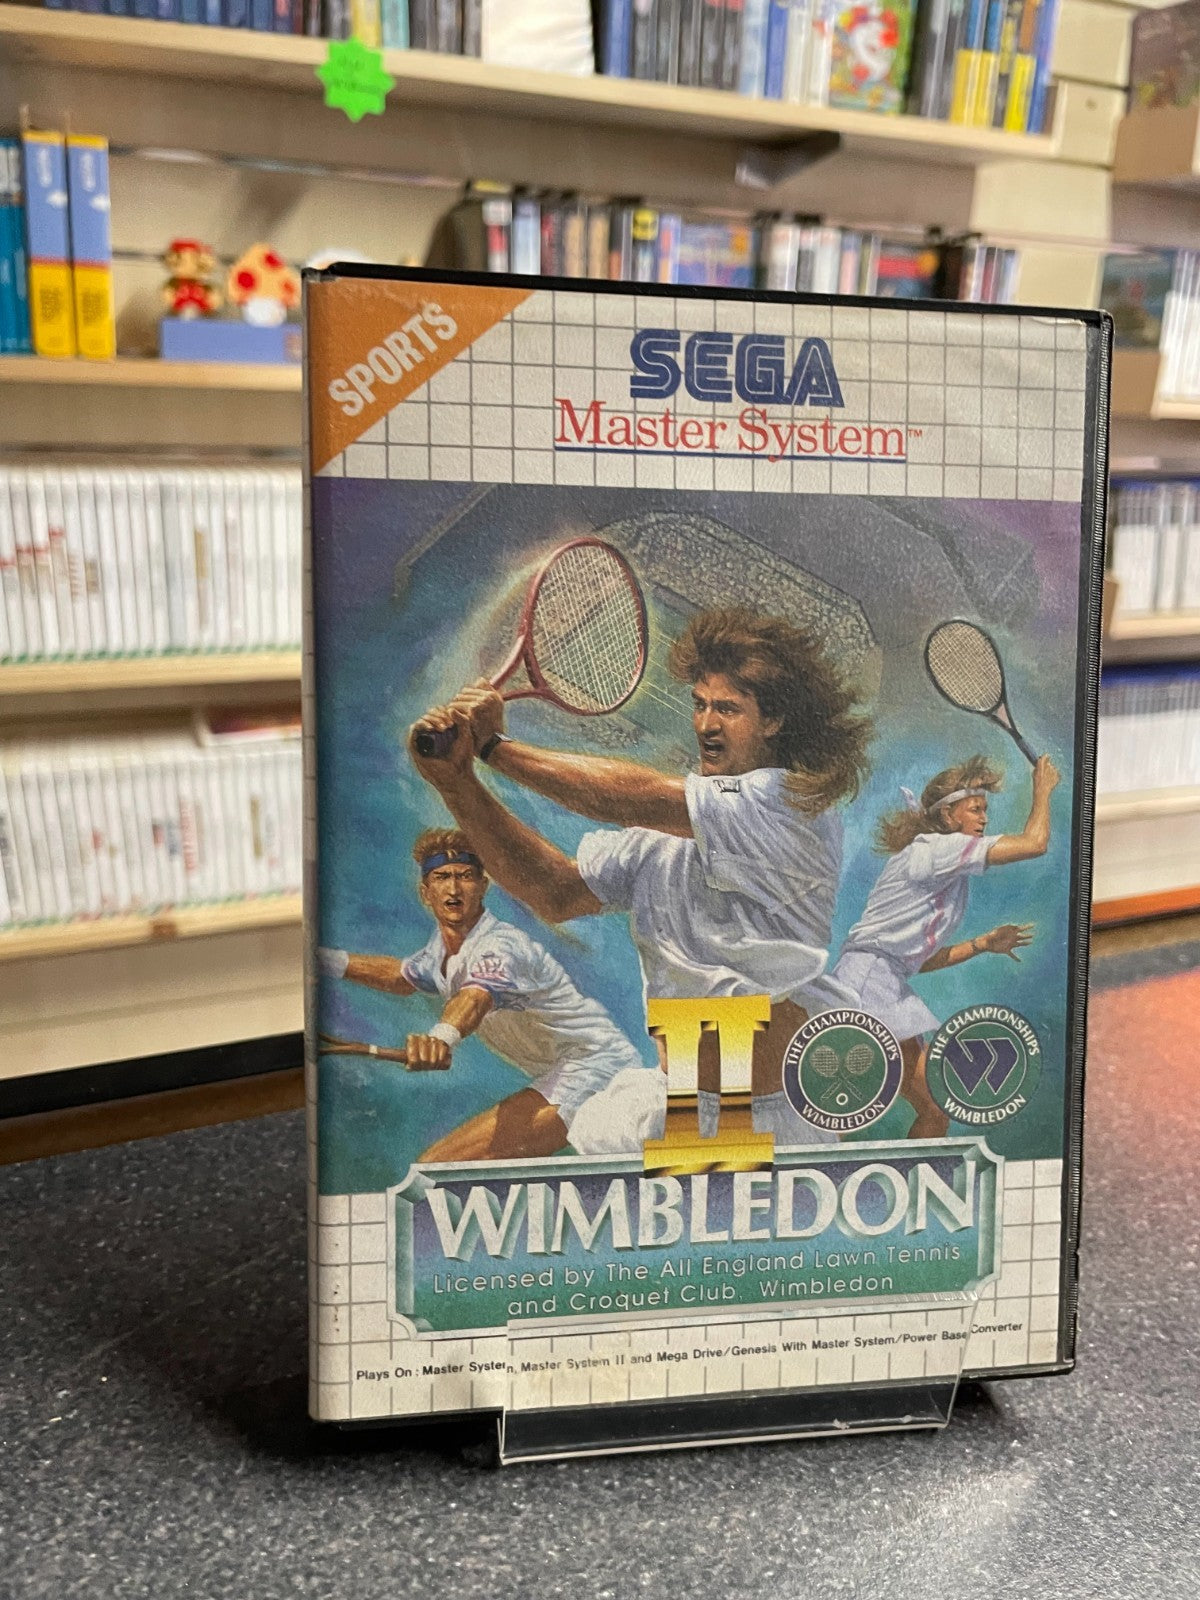 SPORTS
SEGA
Master System™
II
THE CHAMPIONSHIPS
WIMBLEDON
THE CHAMPIONSHIPS
WIMBLEDON
WIMBLEDON
Licensed by The All England Lawn Tennis
and Croquet Club, Wimbledon
Plays On : Master System, Master System II and Mega Drive/Genesis With Master System/Power Base Converter